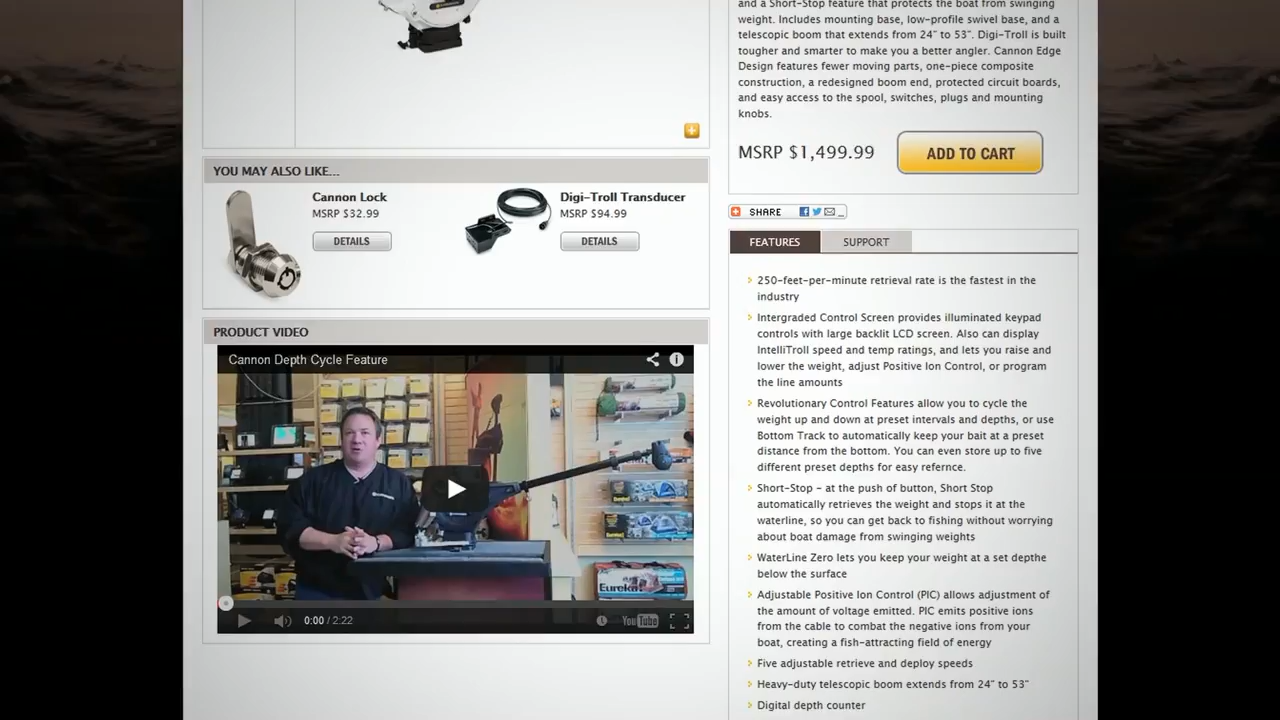 and a Short-Stop feature that protects the boat from swinging
weight. Includes mounting base, low-profile swivel base, and a
telescopic boom that extends from 24" to 53". Digi-Troll is built
tougher and smarter to make you a better angler. Cannon Edge
Design features fewer moving parts, one-piece composite
construction, a redesigned boom end, protected circuit boards,
and easy access to the spool, switches, plugs and mounting
knobs.
MSRP $1,499.99
ADD TO CART
YOU MAY ALSO LIKE...
Cannon Lock
MSRP $32.99
DETAILS
Digi-Troll Transducer
MSRP $94.99
DETAILS
SHARE
FEATURES
SUPPORT
250-feet-per-minute retrieval rate is the fastest in the
industry
Intergraded Control Screen provides illuminated keypad
controls with large backlit LCD screen. Also can display
IntelliTroll speed and temp ratings, and lets you raise and
lower the weight, adjust Positive Ion Control, or program
the line amounts
Revolutionary Control Features allow you to cycle the
weight up and down at preset intervals and depths, or use
Bottom Track to automatically keep your bait at a preset
distance from the bottom. You can even store up to five
different preset depths for easy refernce.
Short-Stop - at the push of button, Short Stop
automatically retrieves the weight and stops it at the
waterline, so you can get back to fishing without worrying
about boat damage from swinging weights
WaterLine Zero lets you keep your weight at a set depthe
below the surface
Adjustable Positive Ion Control (PIC) allows adjustment of
the amount of voltage emitted. PIC emits positive ions
from the cable to combat the negative ions from your
boat, creating a fish-attracting field of energy
Five adjustable retrieve and deploy speeds
Heavy-duty telescopic boom extends from 24" to 53"
Digital depth counter
PRODUCT VIDEO
Cannon Depth Cycle Feature
Eureka!
0:00 / 2:22
YouTube